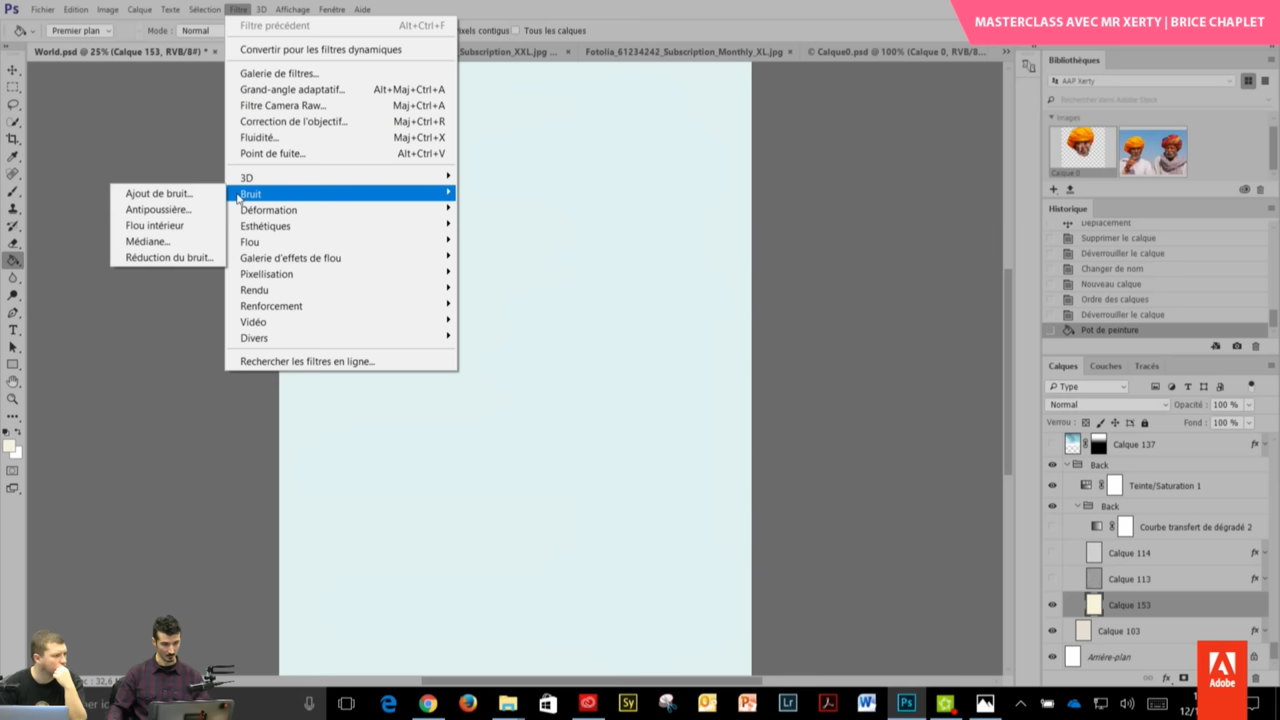 Ps Fichier Edition Image Calque Texte Sélection Filtre 3D Affichage Fenêtre Aide
MASTERCLASS AVEC MR XERTY | BRICE CHAPLET
Premier plan Mode : Normal
Pixels contigus Tous les calques
World.psd @ 25% (Calque 153, RVB/8#) * ×
_Subscription_XXL.jpg ... ×
Fotolia_61234242_Subscription_Monthly_XL.jpg ×
© Calque0.psd @ 100% (Calque 0, RVB/8...
Filtre précédent Alt+Ctrl+F
Convertir pour les filtres dynamiques
Galerie de filtres...
Grand-angle adaptatif... Alt+Maj+Ctrl+A
Filtre Camera Raw... Maj+Ctrl+A
Correction de l'objectif... Maj+Ctrl+R
Fluidité... Maj+Ctrl+X
Point de fuite... Alt+Ctrl+V
3D
Bruit
Déformation
Esthétiques
Flou
Galerie d'effets de flou
Pixellisation
Rendu
Renforcement
Vidéo
Divers
Rechercher les filtres en ligne...
Ajout de bruit...
Antipoussière...
Flou intérieur
Médiane...
Réduction du bruit...
Bibliothèques
AAP Xerty
Rechercher dans Adobe Stock
Images
Calque 0
Historique
Déplacement
Supprimer le calque
Déverrouiller le calque
Changer de nom
Nouveau calque
Ordre des calques
Déverrouiller le calque
Pot de peinture
Calques Couches Tracés
Type
Normal Opacité : 100 %
Verrou : Fond : 100 %
Calque 137 fx
Back
Teinte/Saturation 1
Back
Courbe transfert de dégradé 2
Calque 114 fx
Calque 113 fx
Calque 153
Calque 103 fx
Arrière-plan
Adobe